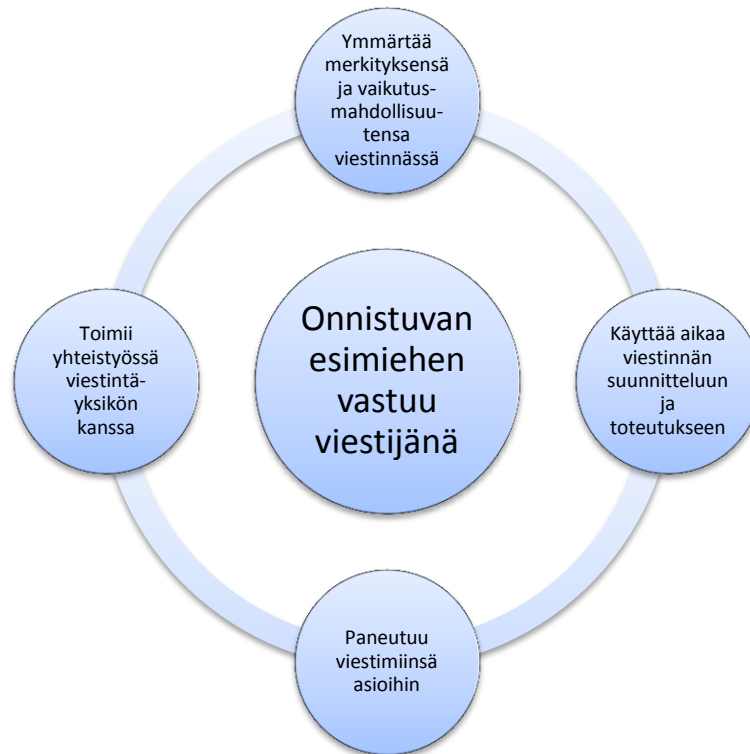 Ymmärtää
merkityksensä
ja vaikutus-
mahdollisuu-
tensa
viestinnässä
Onnistuvan
esimiehen
vastuu
viestijänä
Toimii
yhteistyössä
viestintä-
yksikön
kanssa
Käyttää aikaa
viestinnän
suunnitteluun
ja
toteutukseen
Paneutuu
viestimiinsä
asioihin